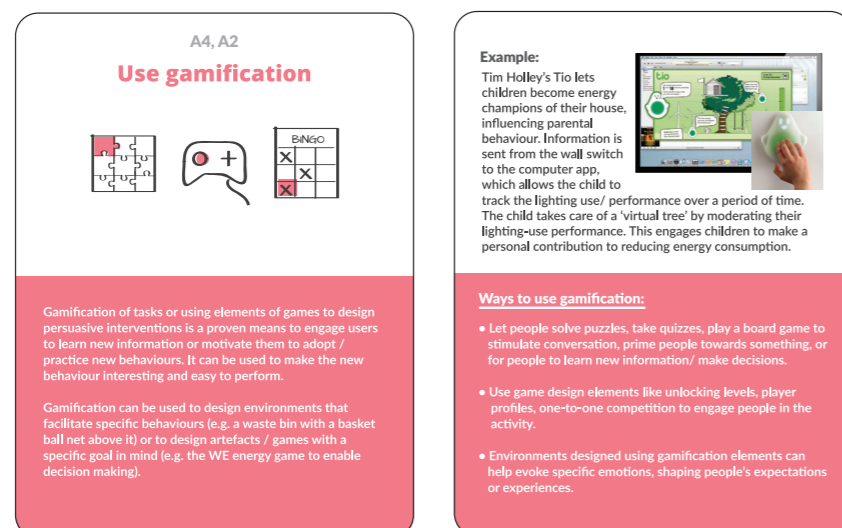 A4, A2
Use gamification
BINGO
Gamification of tasks or using elements of games to design
persuasive interventions is a proven means to engage users
to learn new information or motivate them to adopt /
practice new behaviours. It can be used to make the new
behaviour interesting and easy to perform.
Gamification can be used to design environments that
facilitate specific behaviours (e.g. a waste bin with a basket
ball net above it) or to design artefacts / games with a
specific goal in mind (e.g. the WE energy game to enable
decision making).
Example:
Tim Holley's Tio lets
children become energy
champions of their house,
influencing parental
behaviour. Information is
sent from the wall switch
to the computer app,
which allows the child to
track the lighting use/ performance over a period of time.
The child takes care of a 'virtual tree' by moderating their
lighting-use performance. This engages children to make a
personal contribution to reducing energy consumption.
tio
Ways to use gamification:
• Let people solve puzzles, take quizzes, play a board game to
stimulate conversation, prime people towards something, or
for people to learn new information/ make decisions.
• Use game design elements like unlocking levels, player
profiles, one-to-one competition to engage people in the
activity.
• Environments designed using gamification elements can
help evoke specific emotions, shaping people's expectations
or experiences.